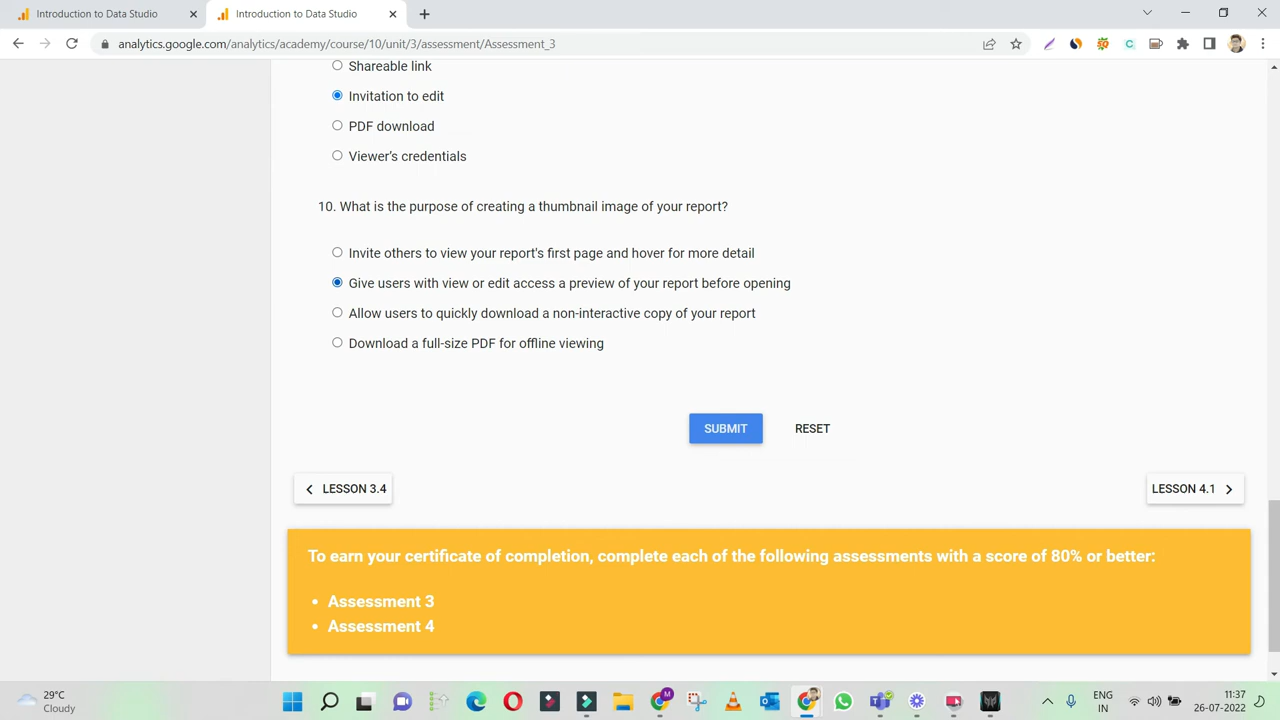 Introduction to Data Studio
Introduction to Data Studio
analytics.google.com/analytics/academy/course/10/unit/3/assessment/Assessment_3
Shareable link
Invitation to edit
PDF download
Viewer's credentials
10. What is the purpose of creating a thumbnail image of your report?
Invite others to view your report's first page and hover for more detail
Give users with view or edit access a preview of your report before opening
Allow users to quickly download a non-interactive copy of your report
Download a full-size PDF for offline viewing
SUBMIT RESET
LESSON 3.4 LESSON 4.1
To earn your certificate of completion, complete each of the following assessments with a score of 80% or better:
• Assessment 3
• Assessment 4
29°C
Cloudy
ENG
IN
11:37
26-07-2022